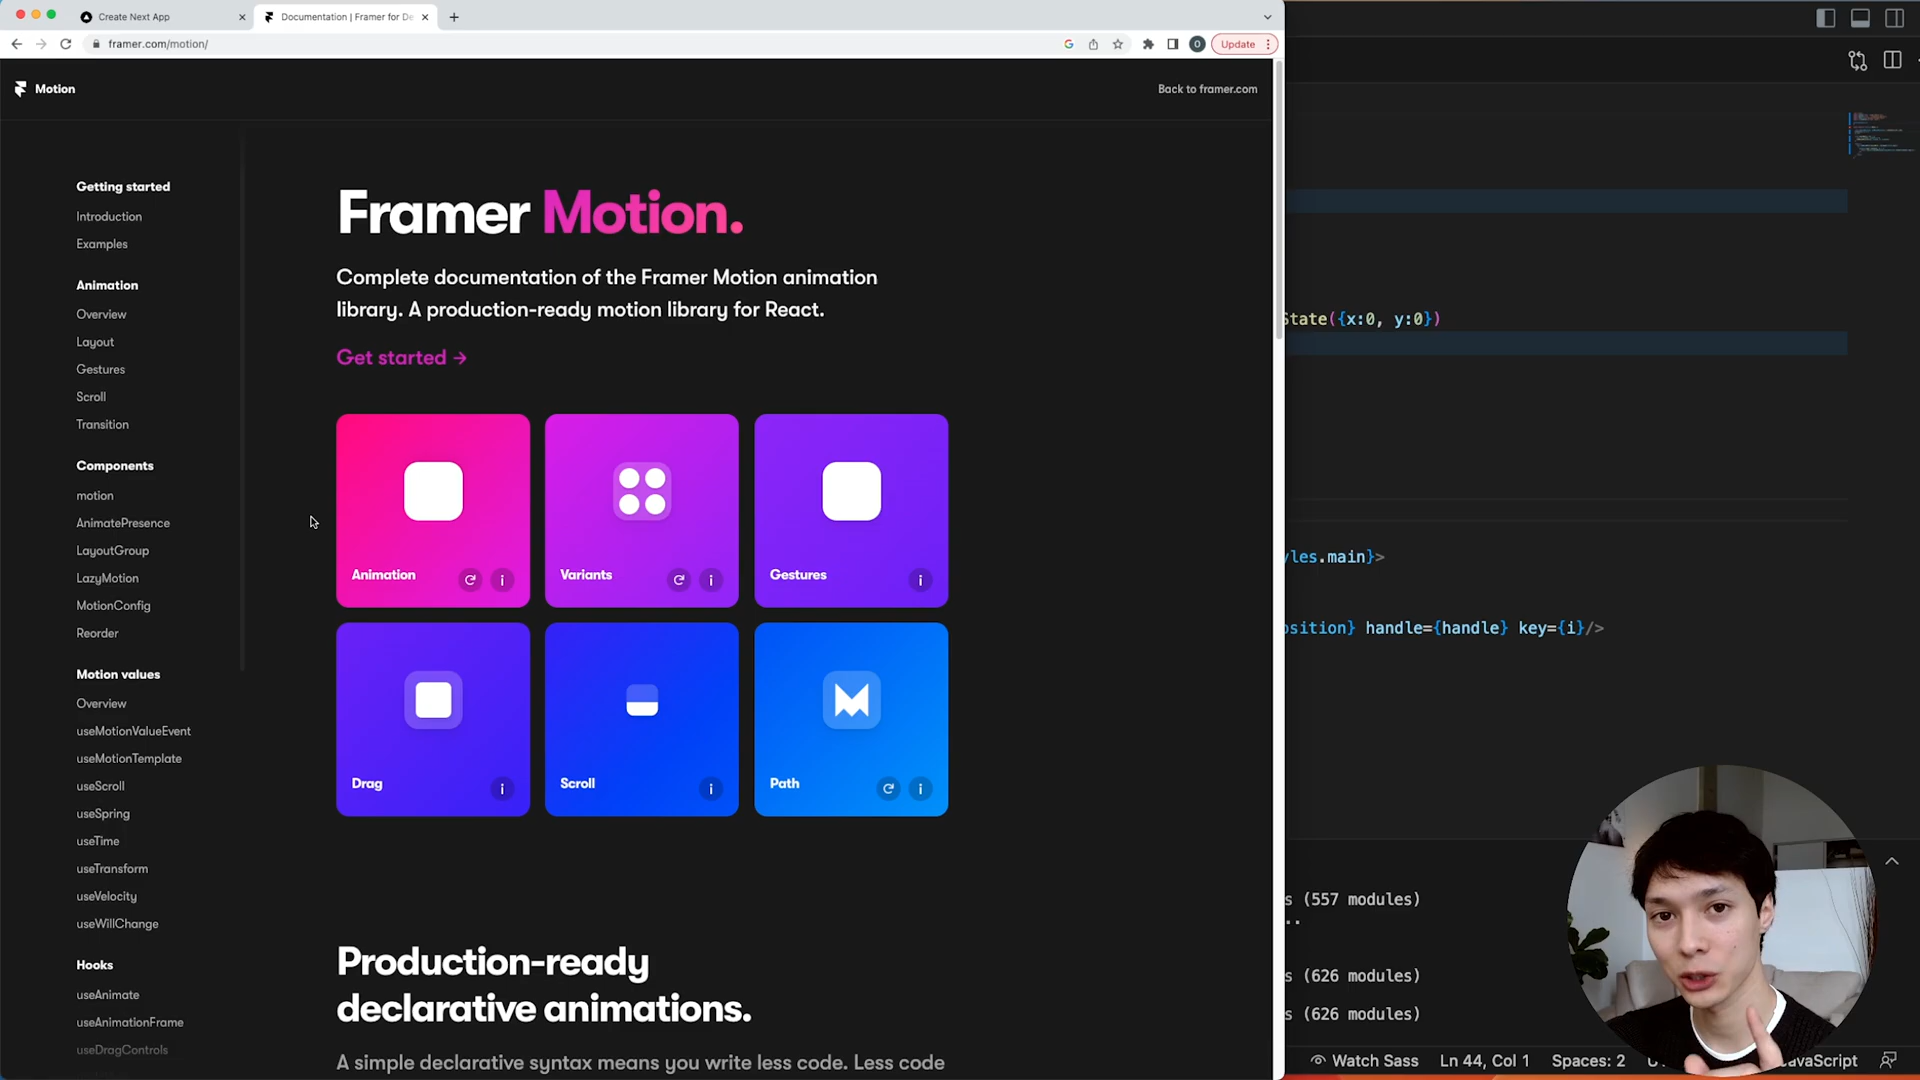 Create Next App
Documentation | Framer for De
framer.com/motion/
Update
Motion
Back to framer.com
Getting started
Introduction
Examples
Animation
Overview
Layout
Gestures
Scroll
Transition
Components
motion
AnimatePresence
LayoutGroup
LazyMotion
MotionConfig
Reorder
Motion values
Overview
useMotionValueEvent
useMotionTemplate
useScroll
useSpring
useTime
useTransform
useVelocity
useWillChange
Hooks
useAnimate
useAnimationFrame
useDragControls
Framer Motion.
Complete documentation of the Framer Motion animation
library. A production-ready motion library for React.
Get started →
Animation
Variants
Gestures
Drag
Scroll
Path
Production-ready
declarative animations.
A simple declarative syntax means you write less code. Less code
State({x:0, y:0})
yles.main}>
osition} handle={handle} key={i}/>
s (557 modules)
..
s (626 modules)
s (626 modules)
Watch Sass
Ln 44, Col 1
Spaces: 2
avaScript